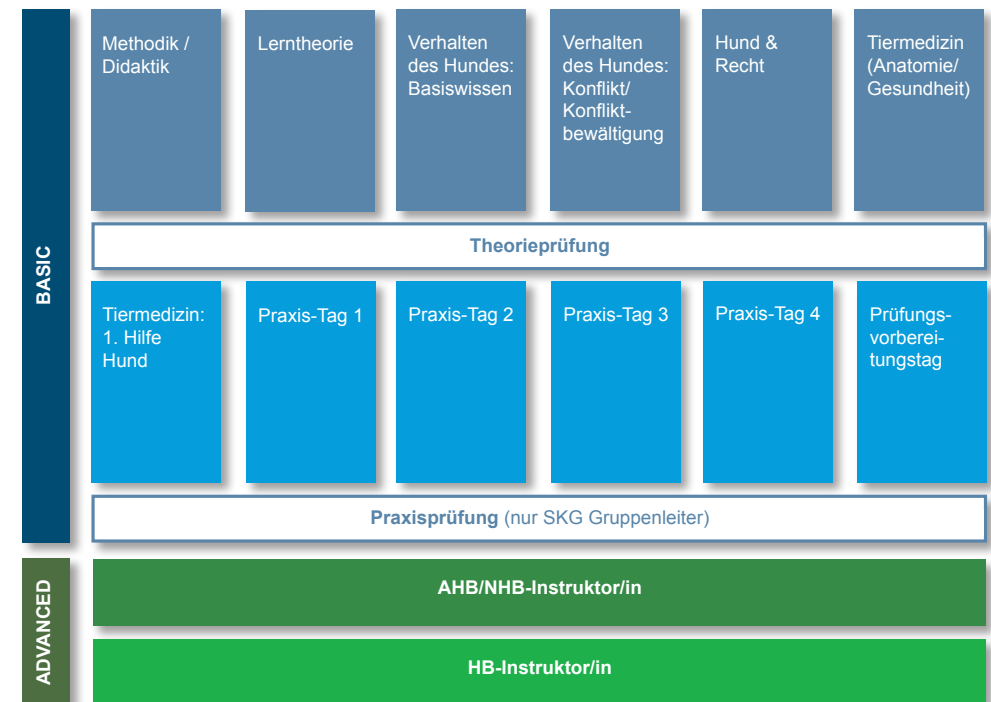 BASIC
Methodik /
Didaktik
Lerntheorie
Verhalten
des Hundes:
Basiswissen
Verhalten
des Hundes:
Konflikt/
Konflikt-
bewältigung
Hund &
Recht
Tiermedizin
(Anatomie/
Gesundheit)
Theorieprüfung
Tiermedizin:
1. Hilfe
Hund
Praxis-Tag 1
Praxis-Tag 2
Praxis-Tag 3
Praxis-Tag 4
Prüfungs-
vorberei-
tungstag
Praxisprüfung (nur SKG Gruppenleiter)
ADVANCED
AHB/NHB-Instruktor/in
HB-Instruktor/in